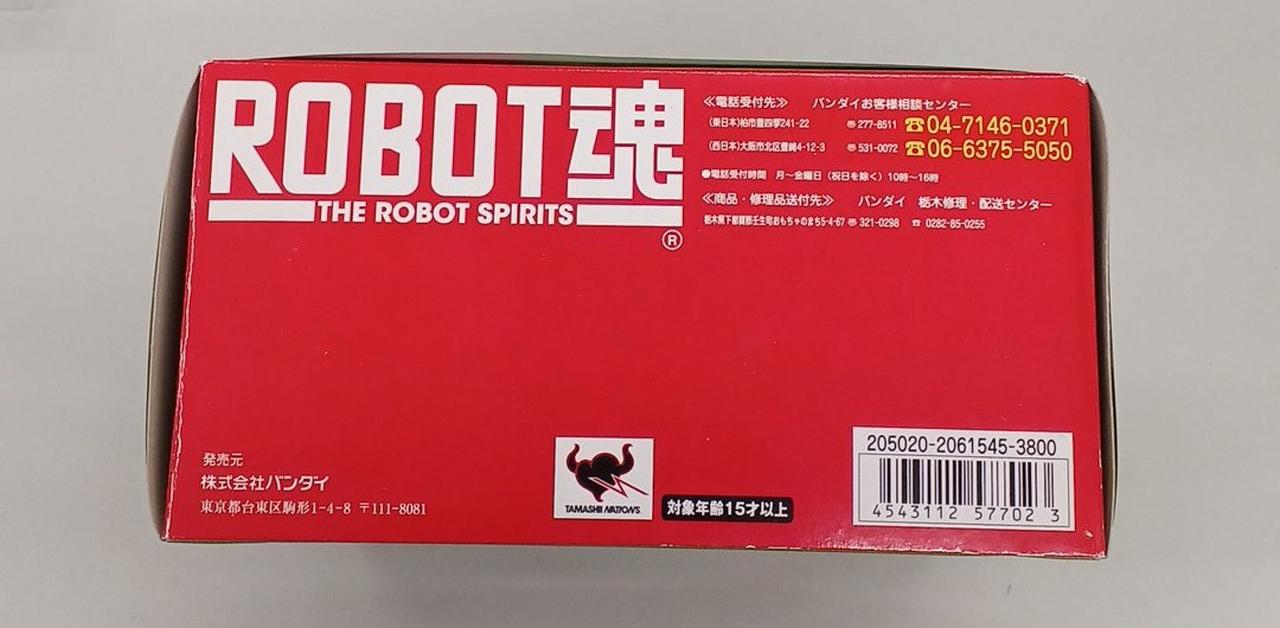 ROBOT魂
THE ROBOT SPIRITS
®
≪電話受付先≫ バンダイお客様相談センター
(東日本)柏市豊四季241-22 〒277-8511 ☎04-7146-0371
(西日本)大阪市北区豊崎4-12-3 〒531-0072 ☎06-6375-5050
●電話受付時間 月～金曜日(祝日を除く)10時～16時
≪商品・修理品送付先≫ バンダイ 栃木修理・配送センター
栃木県下都賀郡壬生町おもちゃのまち5-4-67 〒321-0298 ☎ 0282-85-0255
発売元
株式会社バンダイ
東京都台東区駒形1-4-8 〒111-8081
TAMASHII NATIONS
対象年齢15才以上
205020-2061545-3800
4543112 57702 3